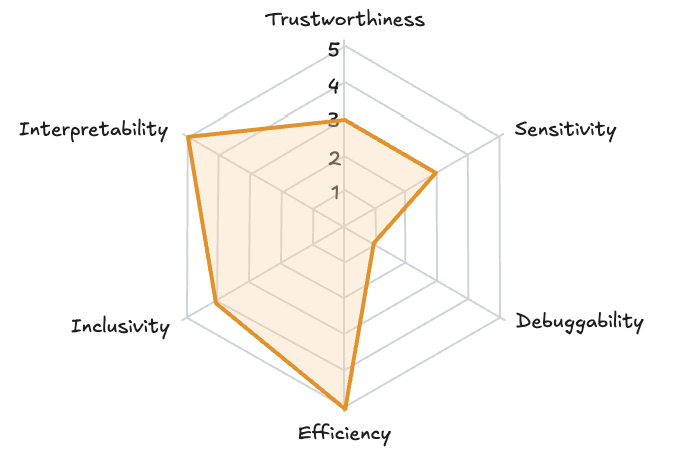 Trustworthiness
5
4
Interpretability
3
Sensitivity
2
1
Inclusivity
Debuggability
Efficiency